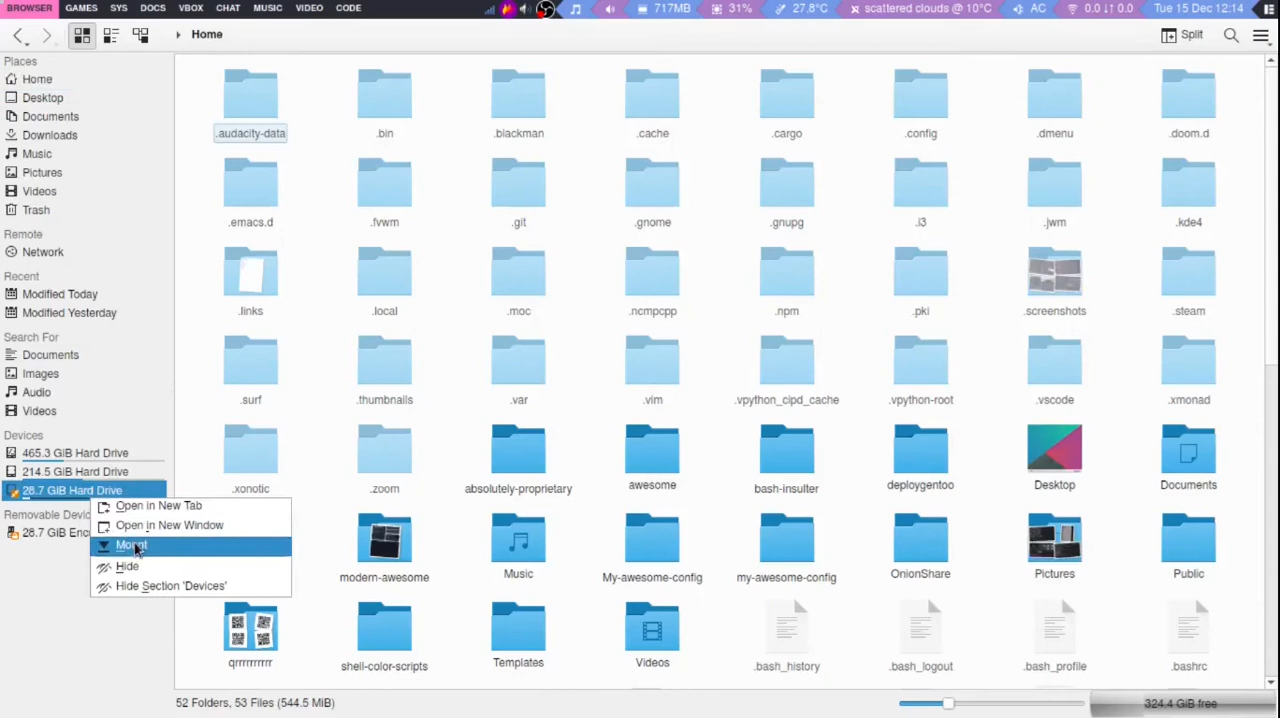 BROWSER GAMES SYS DOCS VBOX CHAT MUSIC VIDEO CODE 717MB 31% 27.8°C scattered clouds @ 10°C AC 0.0 ↓↑ 0.0 Tue 15 Dec 12:14
Home Split
Places
Home
Desktop
Documents
Downloads
Music
Pictures
Videos
Trash
Remote
Network
Recent
Modified Today
Modified Yesterday
Search For
Documents
Images
Audio
Videos
Devices
465.3 GiB Hard Drive
214.5 GiB Hard Drive
28.7 GiB Hard Drive
Removable Devi
28.7 GiB Enc
Open in New Tab
Open in New Window
Mount
Hide
Hide Section 'Devices'
.audacity-data .bin .blackman .cache .cargo .config .dmenu .doom.d
.emacs.d .fvwm .git .gnome .gnupg .i3 .jwm .kde4
.links .local .moc .ncmpcpp .npm .pki .screenshots .steam
.surf .thumbnails .var .vim .vpython_cipd_cache .vpython-root .vscode .xmonad
.xonotic .zoom absolutely-proprietary awesome bash-insulter deploygentoo Desktop Documents
modern-awesome Music My-awesome-config my-awesome-config OnionShare Pictures Public
qrrrrrrrrrr shell-color-scripts Templates Videos .bash_history .bash_logout .bash_profile .bashrc
52 Folders, 53 Files (544.5 MiB) 324.4 GiB free